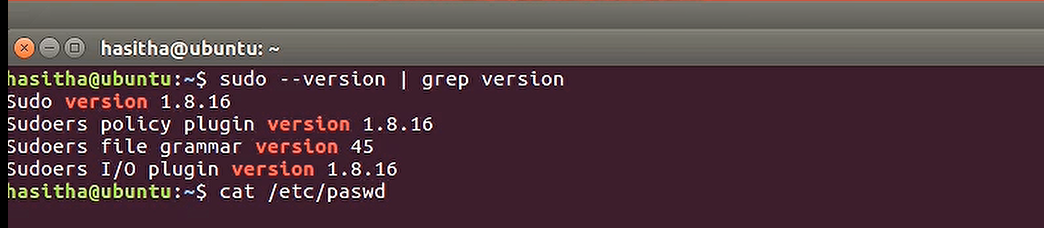 hasitha@ubuntu: ~
hasitha@ubuntu:~$ sudo --version | grep version
Sudo version 1.8.16
Sudoers policy plugin version 1.8.16
Sudoers file grammar version 45
Sudoers I/O plugin version 1.8.16
hasitha@ubuntu:~$ cat /etc/paswd